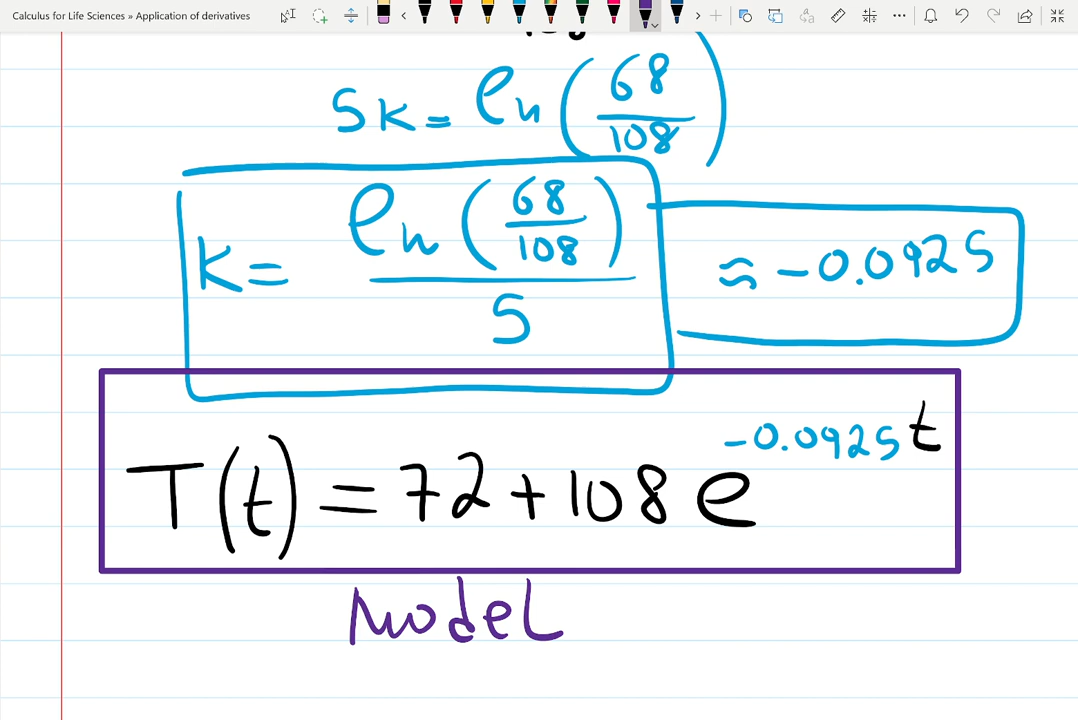 Calculus for Life Sciences » Application of derivatives
5K = ln(68/108)
K = ln(68/108)/5 ≈ -0.0925
T(t) = 72 + 108 e^{-0.0925t}
Model